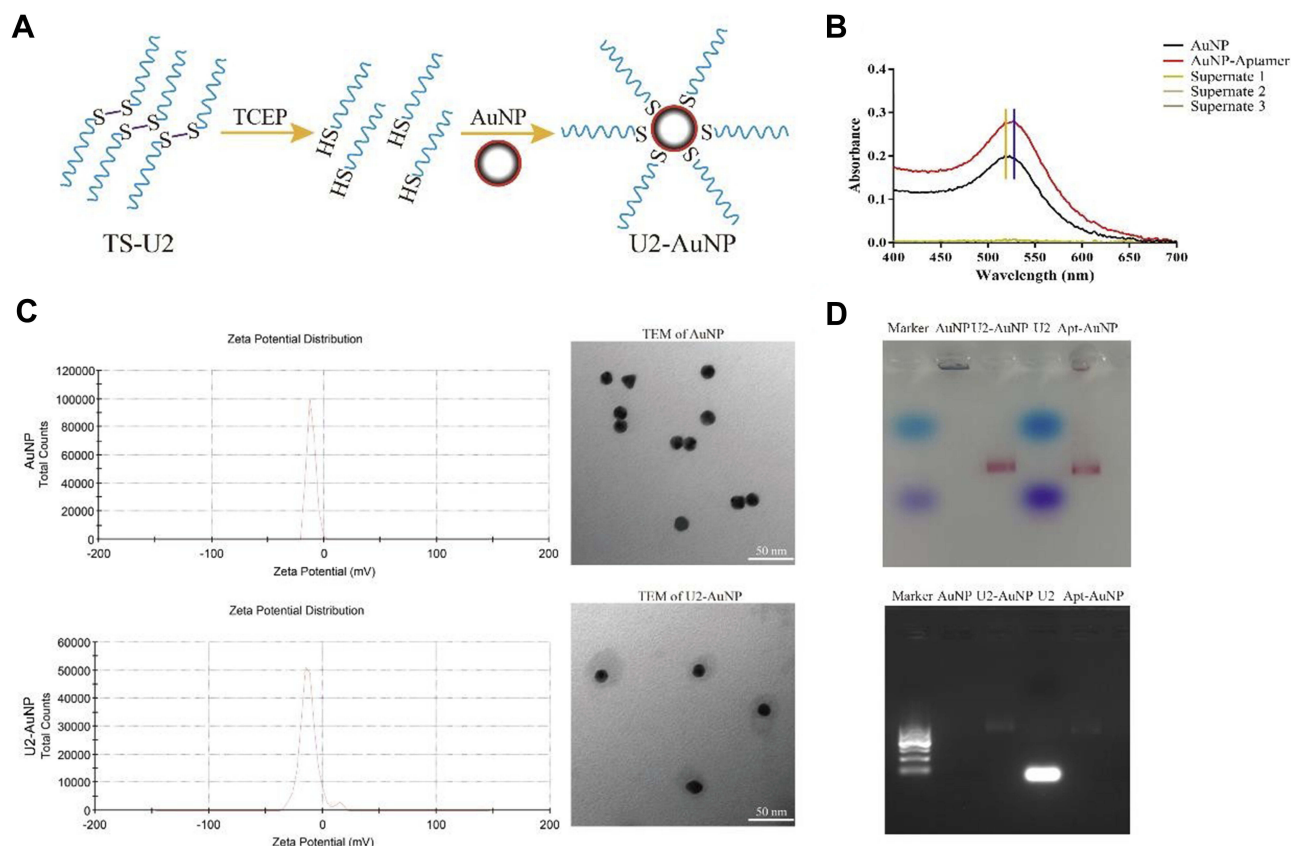 A
S S
S S
S S
TS-U2
TCEP
HS
HS
HS
HS
AuNP
S
S
S
S
S
S
U2-AuNP
B
AuNP
AuNP-Aptamer
Supernate 1
Supernate 2
Supernate 3
Absorbance
0.4
0.3
0.2
0.1
0.0
400 450 500 550 600 650 700
Wavelength (nm)
C
Zeta Potential Distribution
AuNP
Total Counts
120000
100000
80000
60000
40000
20000
0
-200 -100 0 100 200
Zeta Potential (mV)
TEM of AuNP
50 nm
Zeta Potential Distribution
U2-AuNP
Total Counts
60000
50000
40000
30000
20000
10000
0
-200 -100 0 100 200
Zeta Potential (mV)
TEM of U2-AuNP
50 nm
D
Marker AuNP U2-AuNP U2 Apt-AuNP
Marker AuNP U2-AuNP U2 Apt-AuNP